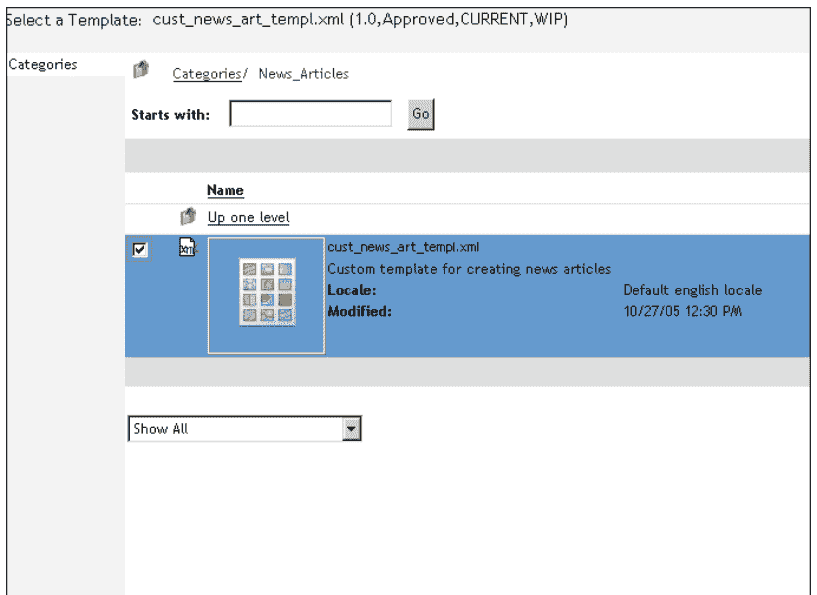 Select a Template: cust_news_art_templ.xml (1.0,Approved,CURRENT,WIP)
Categories
Categories/ News_Articles
Starts with: Go
Name
Up one level
cust_news_art_templ.xml
Custom template for creating news articles
Locale: Default english locale
Modified: 10/27/05 12:30 PM
Show All